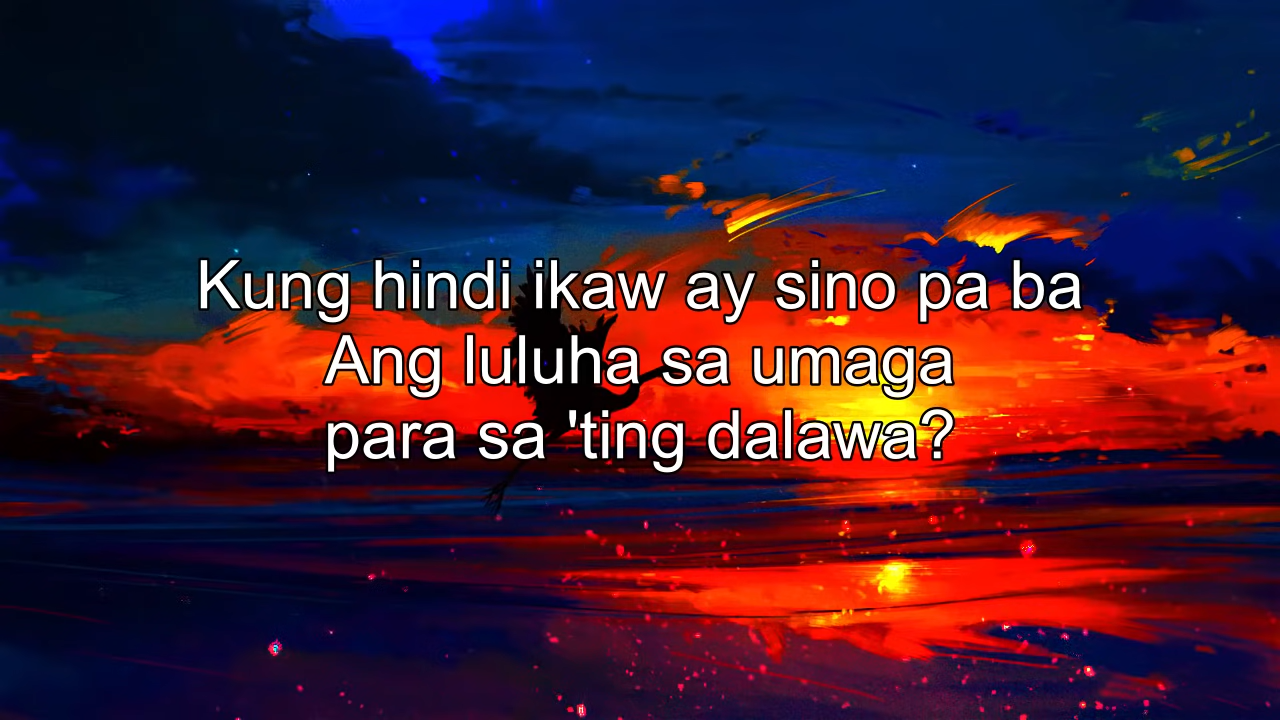 Kung hindi ikaw ay sino pa ba
Ang luluha sa umaga
para sa 'ting dalawa?